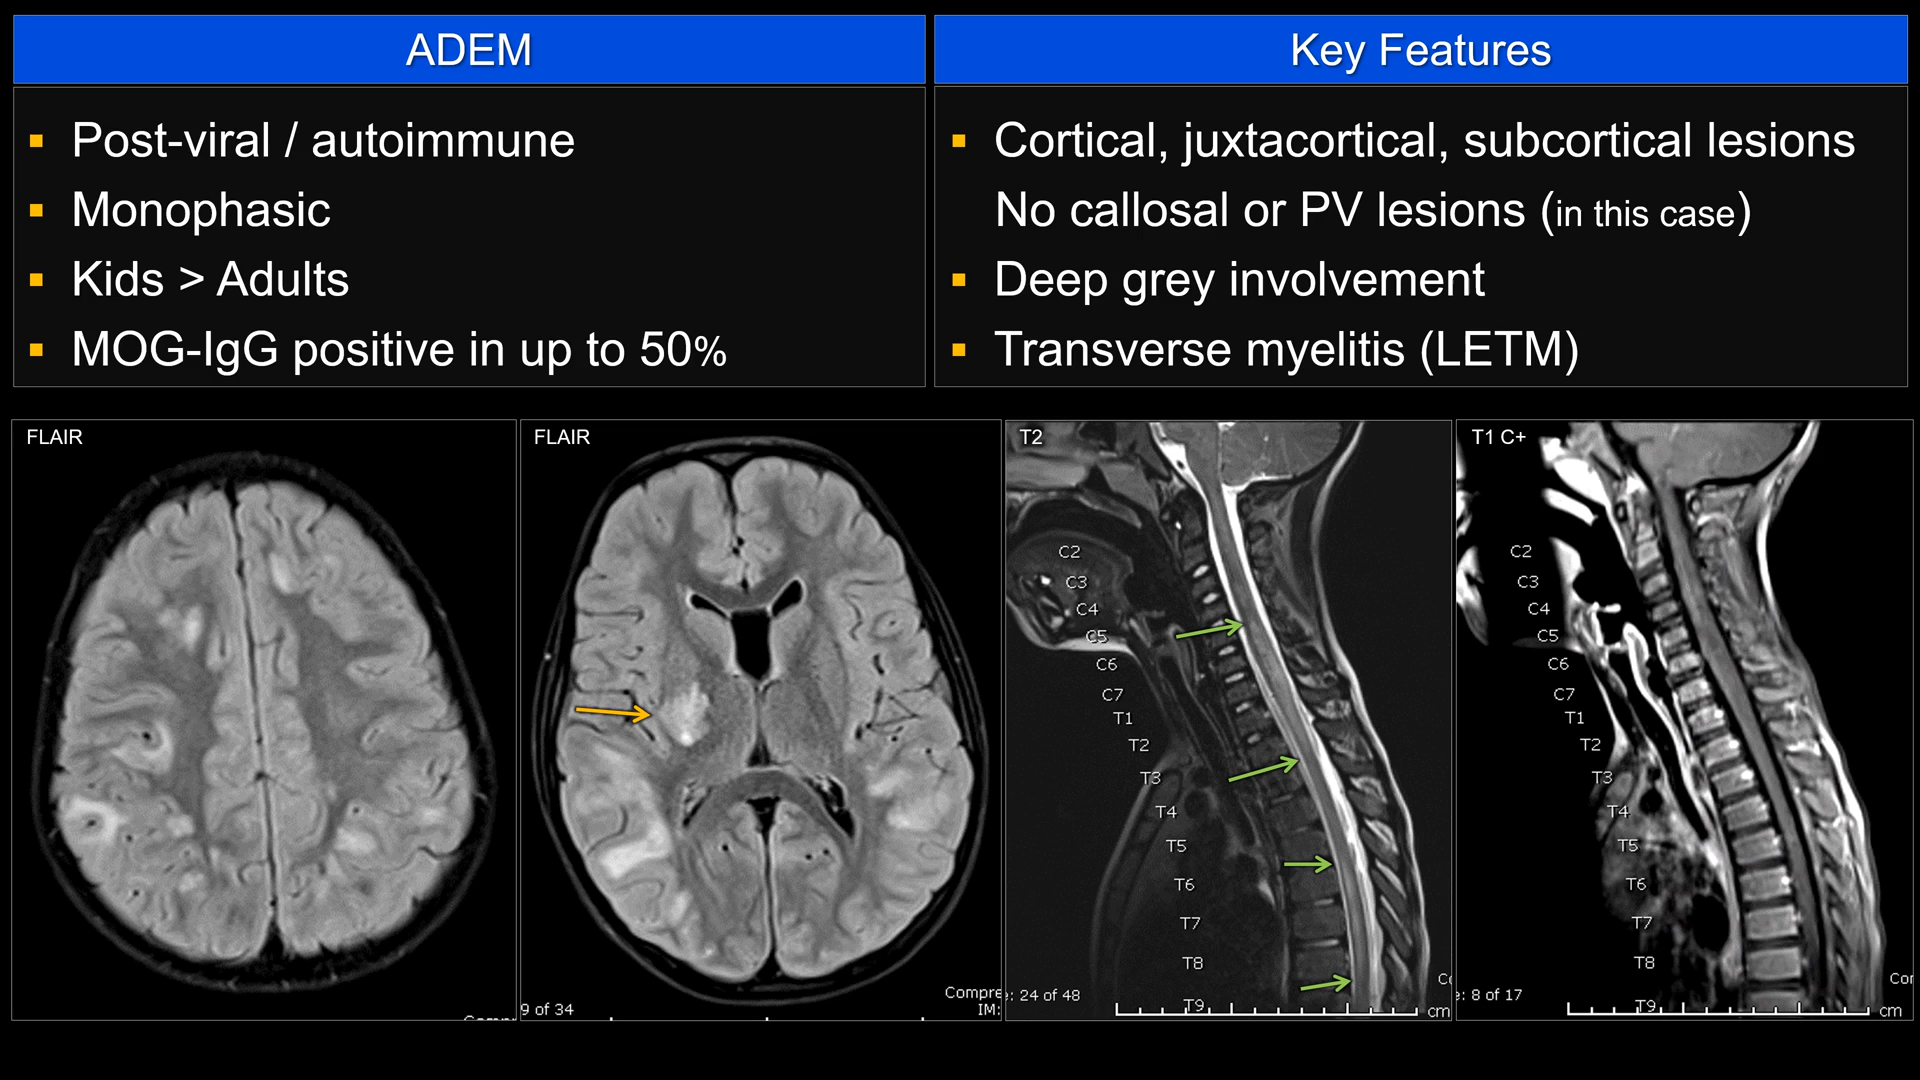 ADEM
▪ Post-viral / autoimmune
▪ Monophasic
▪ Kids > Adults
▪ MOG-IgG positive in up to 50%
Key Features
▪ Cortical, juxtacortical, subcortical lesions
No callosal or PV lesions (in this case)
▪ Deep grey involvement
▪ Transverse myelitis (LETM)
FLAIR
FLAIR
9 of 34
Compre
IM:
T2
C2
C3
C4
C5
C6
C7
T1
T2
T3
T4
T5
T6
T7
T8
T9
: 24 of 48
Co
cm
T1 C+
C2
C3
C4
C5
C6
C7
T1
T2
T3
T4
T5
T6
T7
T8
T9
: 8 of 17
Cor
cm